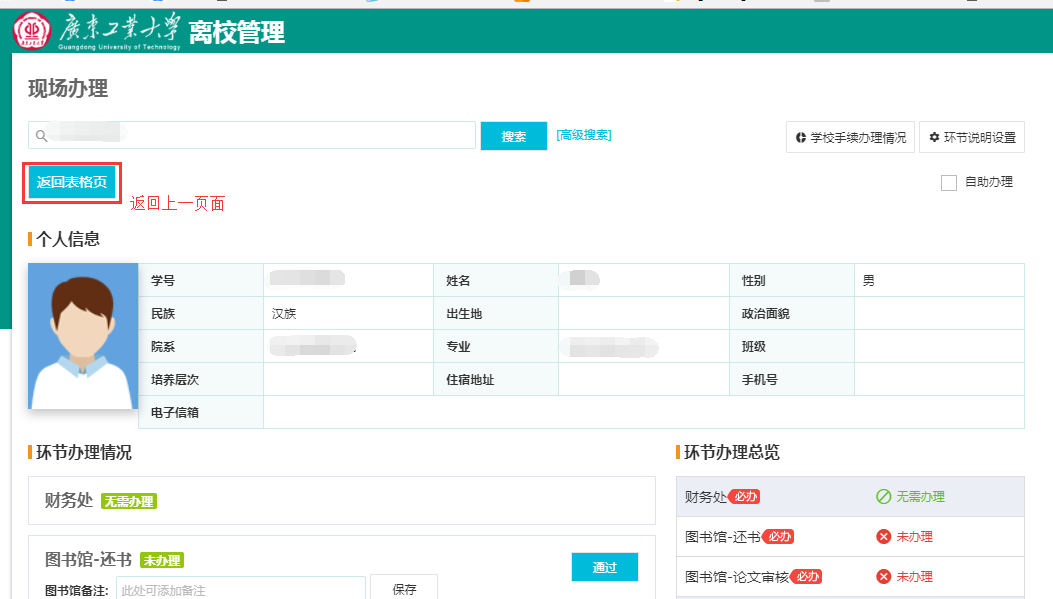 廣東工業大學 离校管理
Guangdong University of Technology
现场办理
搜索 [高级搜索] 学校手续办理情况 环节说明设置
返回表格页 返回上一页面 自助办理
个人信息
学号 姓名 性别 男
民族 汉族 出生地 政治面貌
院系 专业 班级
培养层次 住宿地址 手机号
电子信箱
环节办理情况 环节办理总览
财务处 无需办理
财务处 必办 无需办理
图书馆-还书 未办理 通过
图书馆-还书 必办 未办理
图书馆-论文审核 必办 未办理
图书馆备注: 此处可添加备注 保存